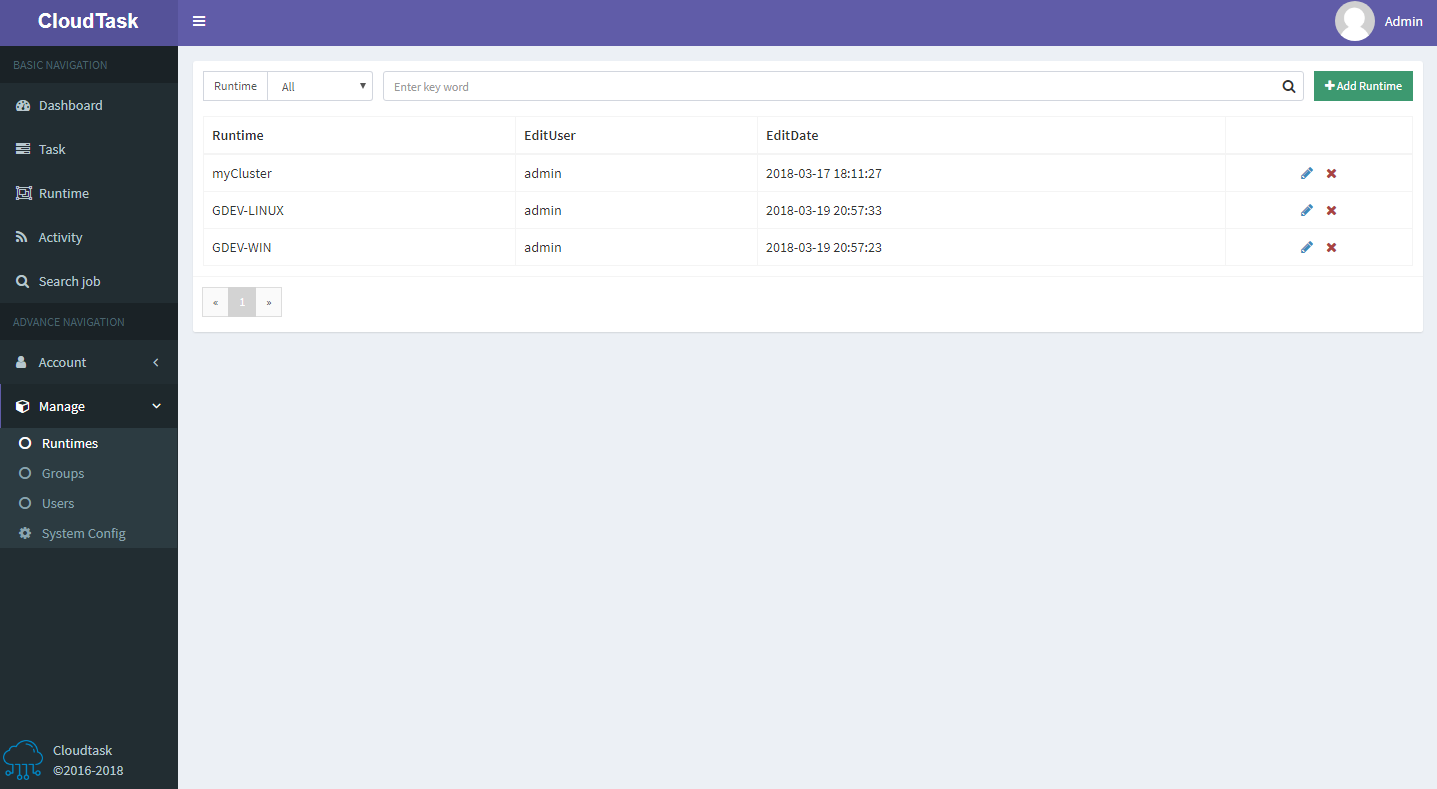 CloudTask
Admin
BASIC NAVIGATION
Dashboard
Task
Runtime
Activity
Search job
ADVANCE NAVIGATION
Account
Manage
Runtimes
Groups
Users
System Config
Cloudtask
©2016-2018
Runtime All Enter key word Add Runtime
Runtime EditUser EditDate
myCluster admin 2018-03-17 18:11:27
GDEV-LINUX admin 2018-03-19 20:57:33
GDEV-WIN admin 2018-03-19 20:57:23
« 1 »